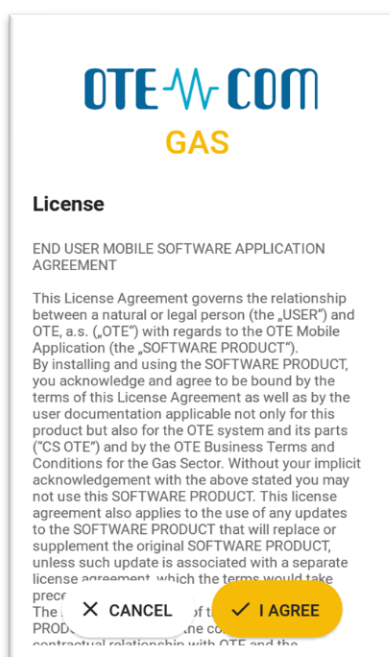 OTE COM
GAS
License
END USER MOBILE SOFTWARE APPLICATION
AGREEMENT
This License Agreement governs the relationship
between a natural or legal person (the „USER") and
OTE, a.s. („OTE") with regards to the OTE Mobile
Application (the „SOFTWARE PRODUCT").
By installing and using the SOFTWARE PRODUCT,
you acknowledge and agree to be bound by the
terms of this License Agreement as well as by the
user documentation applicable not only for this
product but also for the OTE system and its parts
("CS OTE") and by the OTE Business Terms and
Conditions for the Gas Sector. Without your implicit
acknowledgement with the above stated you may
not use this SOFTWARE PRODUCT. This license
agreement also applies to the use of any updates
to the SOFTWARE PRODUCT that will replace or
supplement the original SOFTWARE PRODUCT,
unless such update is associated with a separate
license agreement, which the terms would take
The
CANCEL
I AGREE
contractual relationship with OTE and the